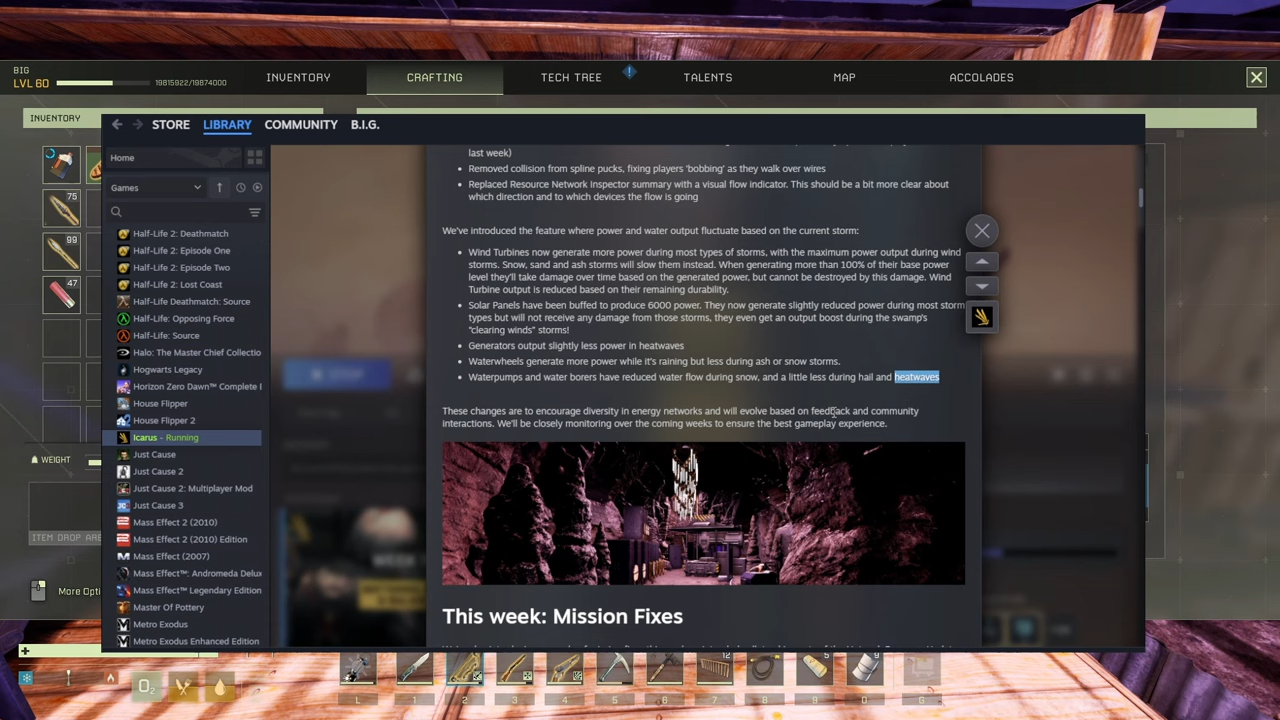 BIG
LVL 60
19815922/19874000
INVENTORY
CRAFTING
TECH TREE
TALENTS
MAP
ACCOLADES
INVENTORY
75
99
47
WEIGHT
ITEM DROP ARE
More Opti
STORE
LIBRARY
COMMUNITY
B.I.G.
Home
Games
Half-Life 2: Deathmatch
Half-Life 2: Episode One
Half-Life 2: Episode Two
Half-Life 2: Lost Coast
Half-Life Deathmatch: Source
Half-Life: Opposing Force
Half-Life: Source
Halo: The Master Chief Collectio
Hogwarts Legacy
Horizon Zero Dawn™ Complete E
House Flipper
House Flipper 2
Icarus - Running
Just Cause
Just Cause 2
Just Cause 2: Multiplayer Mod
Just Cause 3
Mass Effect 2 (2010)
Mass Effect 2 (2010) Edition
Mass Effect (2007)
Mass Effect™: Andromeda Delux
Mass Effect™ Legendary Edition
Master Of Pottery
Metro Exodus
Metro Exodus Enhanced Edition
last week)
Removed collision from spline pucks, fixing players 'bobbing' as they walk over wires
Replaced Resource Network Inspector summary with a visual flow indicator. This should be a bit more clear about
which direction and to which devices the flow is going
We've introduced the feature where power and water output fluctuate based on the current storm:
Wind Turbines now generate more power during most types of storms, with the maximum power output during wind
storms. Snow, sand and ash storms will slow them instead. When generating more than 100% of their base power
level they'll take damage over time based on the generated power, but cannot be destroyed by this damage. Wind
Turbine output is reduced based on their remaining durability.
Solar Panels have been buffed to produce 6000 power. They now generate slightly reduced power during most storm
types but will not receive any damage from those storms, they even get an output boost during the swamp's
"clearing winds" storms!
Generators output slightly less power in heatwaves
Waterwheels generate more power while it's raining but less during ash or snow storms.
Waterpumps and water borers have reduced water flow during snow, and a little less during hail and heatwaves
These changes are to encourage diversity in energy networks and will evolve based on feedback and community
interactions. We'll be closely monitoring over the coming weeks to ensure the best gameplay experience.
This week: Mission Fixes
O2
12
5
9
L
1
2
3
4
5
6
7
8
9
0
G